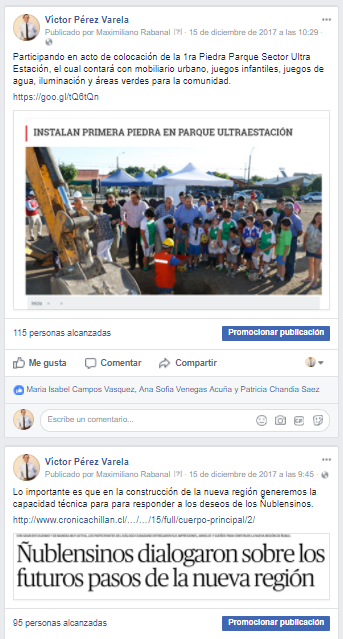 Víctor Pérez Varela
Publicado por Maximiliano Rabanal [?] · 15 de diciembre de 2017 a las 10:29 ·
Participando en acto de colocación de la 1ra Piedra Parque Sector Ultra
Estación, el cual contará con mobiliario urbano, juegos infantiles, juegos de
agua, iluminación y áreas verdes para la comunidad.
https://goo.gl/tQ6tQn
INSTALAN PRIMERA PIEDRA EN PARQUE ULTRAESTACIÓN
115 personas alcanzadas
Promocionar publicación
Me gusta Comentar Compartir
Maria Isabel Campos Vasquez, Ana Sofia Venegas Acuña y Patricia Chandia Saez
Escribe un comentario...
GIF
Víctor Pérez Varela
Publicado por Maximiliano Rabanal [?] · 15 de diciembre de 2017 a las 9:45 ·
Lo importante es que en la construcción de la nueva región generemos la
capacidad técnica para para responder a los deseos de los Ñublensinos.
http://www.cronicachillan.cl/…/…/15/full/cuerpo-principal/2/
Ñublensinos dialogaron sobre los
futuros pasos de la nueva región
95 personas alcanzadas
Promocionar publicación